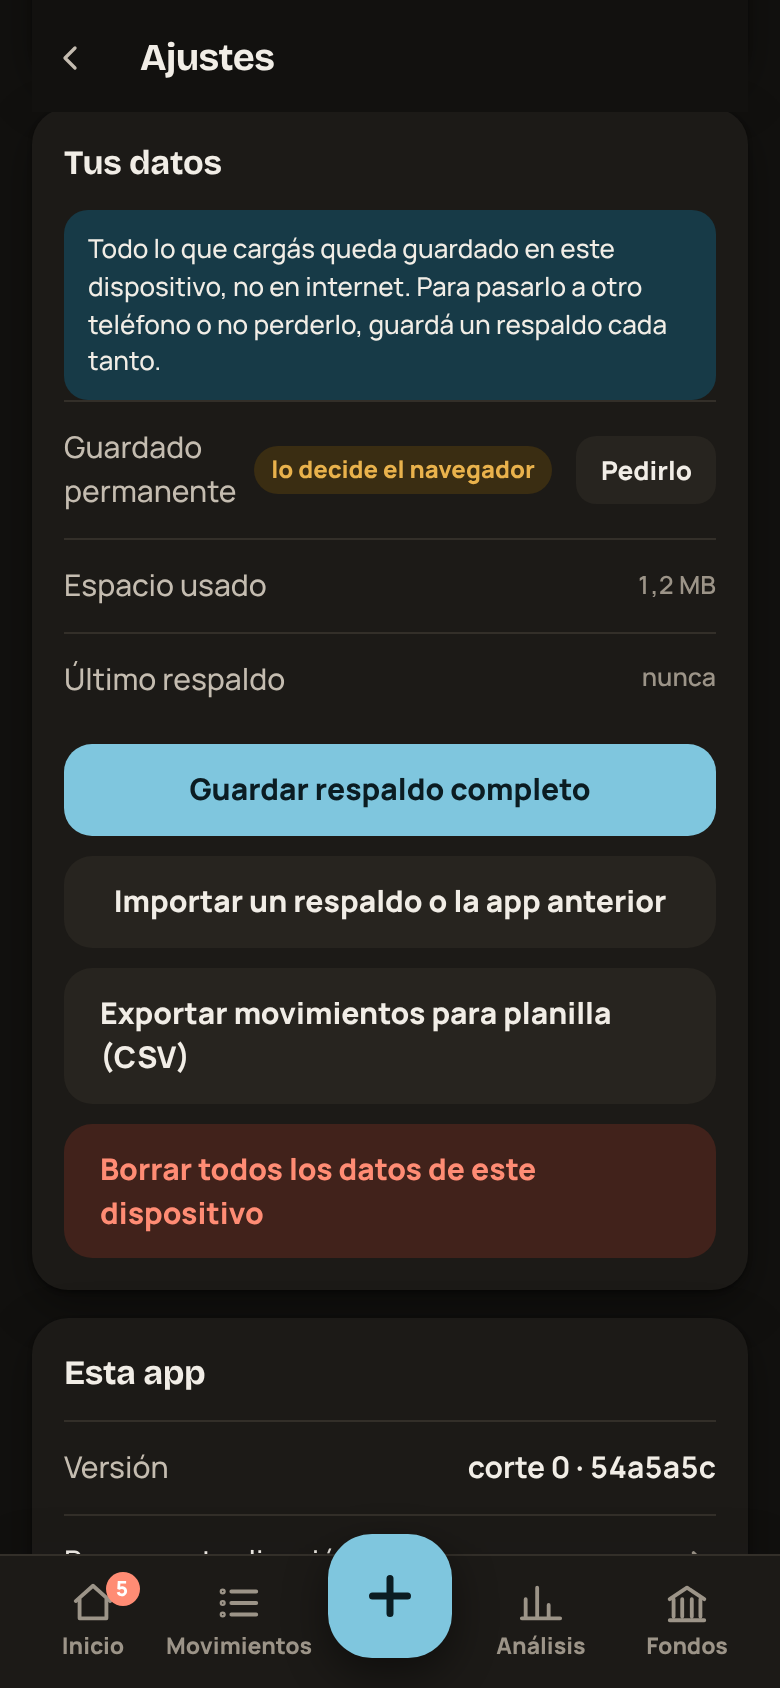 Ajustes
Tus datos
Todo lo que cargás queda guardado en este
dispositivo, no en internet. Para pasarlo a otro
teléfono o no perderlo, guardá un respaldo cada
tanto.
Guardado
permanente
lo decide el navegador
Pedirlo
Espacio usado
1,2 MB
Último respaldo
nunca
Guardar respaldo completo
Importar un respaldo o la app anterior
Exportar movimientos para planilla
(CSV)
Borrar todos los datos de este
dispositivo
Esta app
Versión
corte 0 · 54a5a5c
5
Inicio
Movimientos
Análisis
Fondos